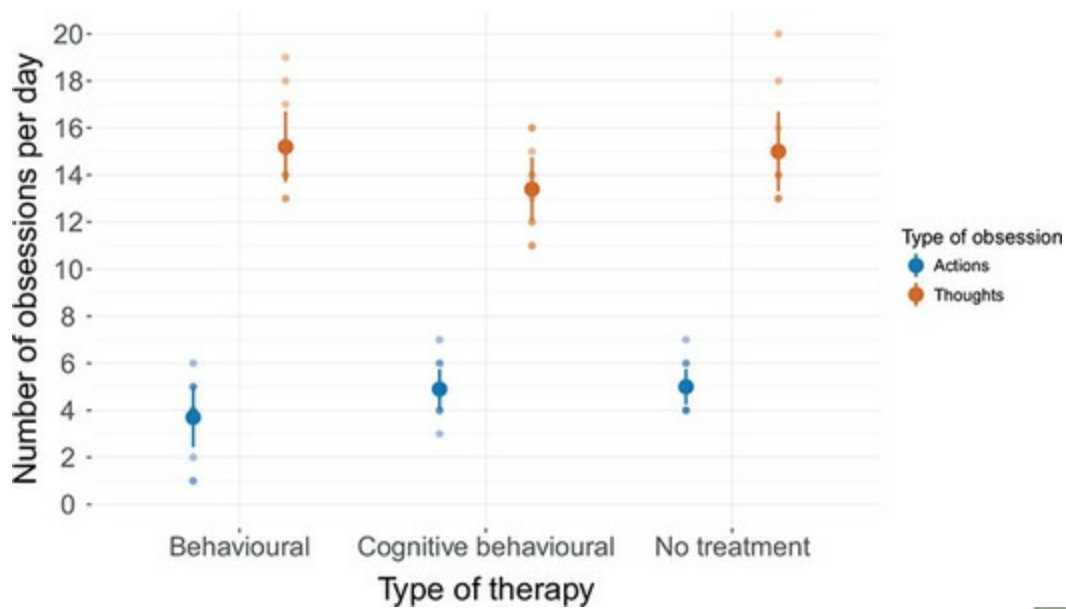 Number of obsessions per day
20
18
16
14
12
10
8
6
4
2
0
Behavioural
Cognitive behavioural
No treatment
Type of therapy
Type of obsession
Actions
Thoughts